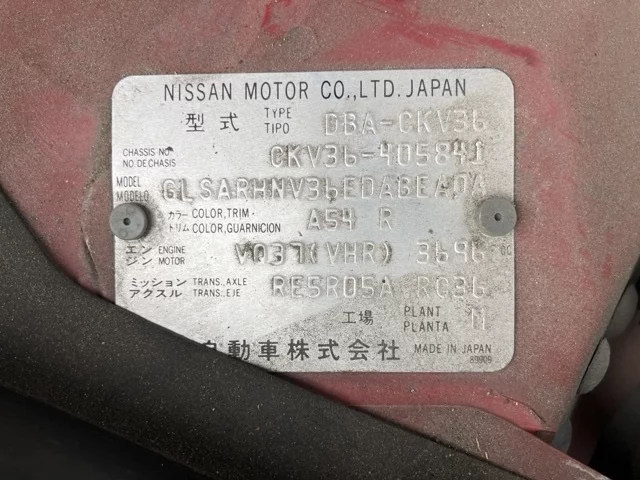 NISSAN MOTOR CO.,LTD. JAPAN
型式 TYPE TIPO DBA-CKV36
CHASSIS NO. NO. DE CHASIS CKV36-405841
MODEL MODELO GLSARHNV36EDABEADA
カラー COLOR,TRIM・
トリム COLOR,GUARNICION A54 R
エンジン ENGINE MOTOR VQ37(VHR) 3696 CC
ミッション TRANS.,AXLE
アクスル TRANS.,EJE RE5R05A RC36
工場 PLANT PLANTA
自動車株式会社 MADE IN JAPAN
89909